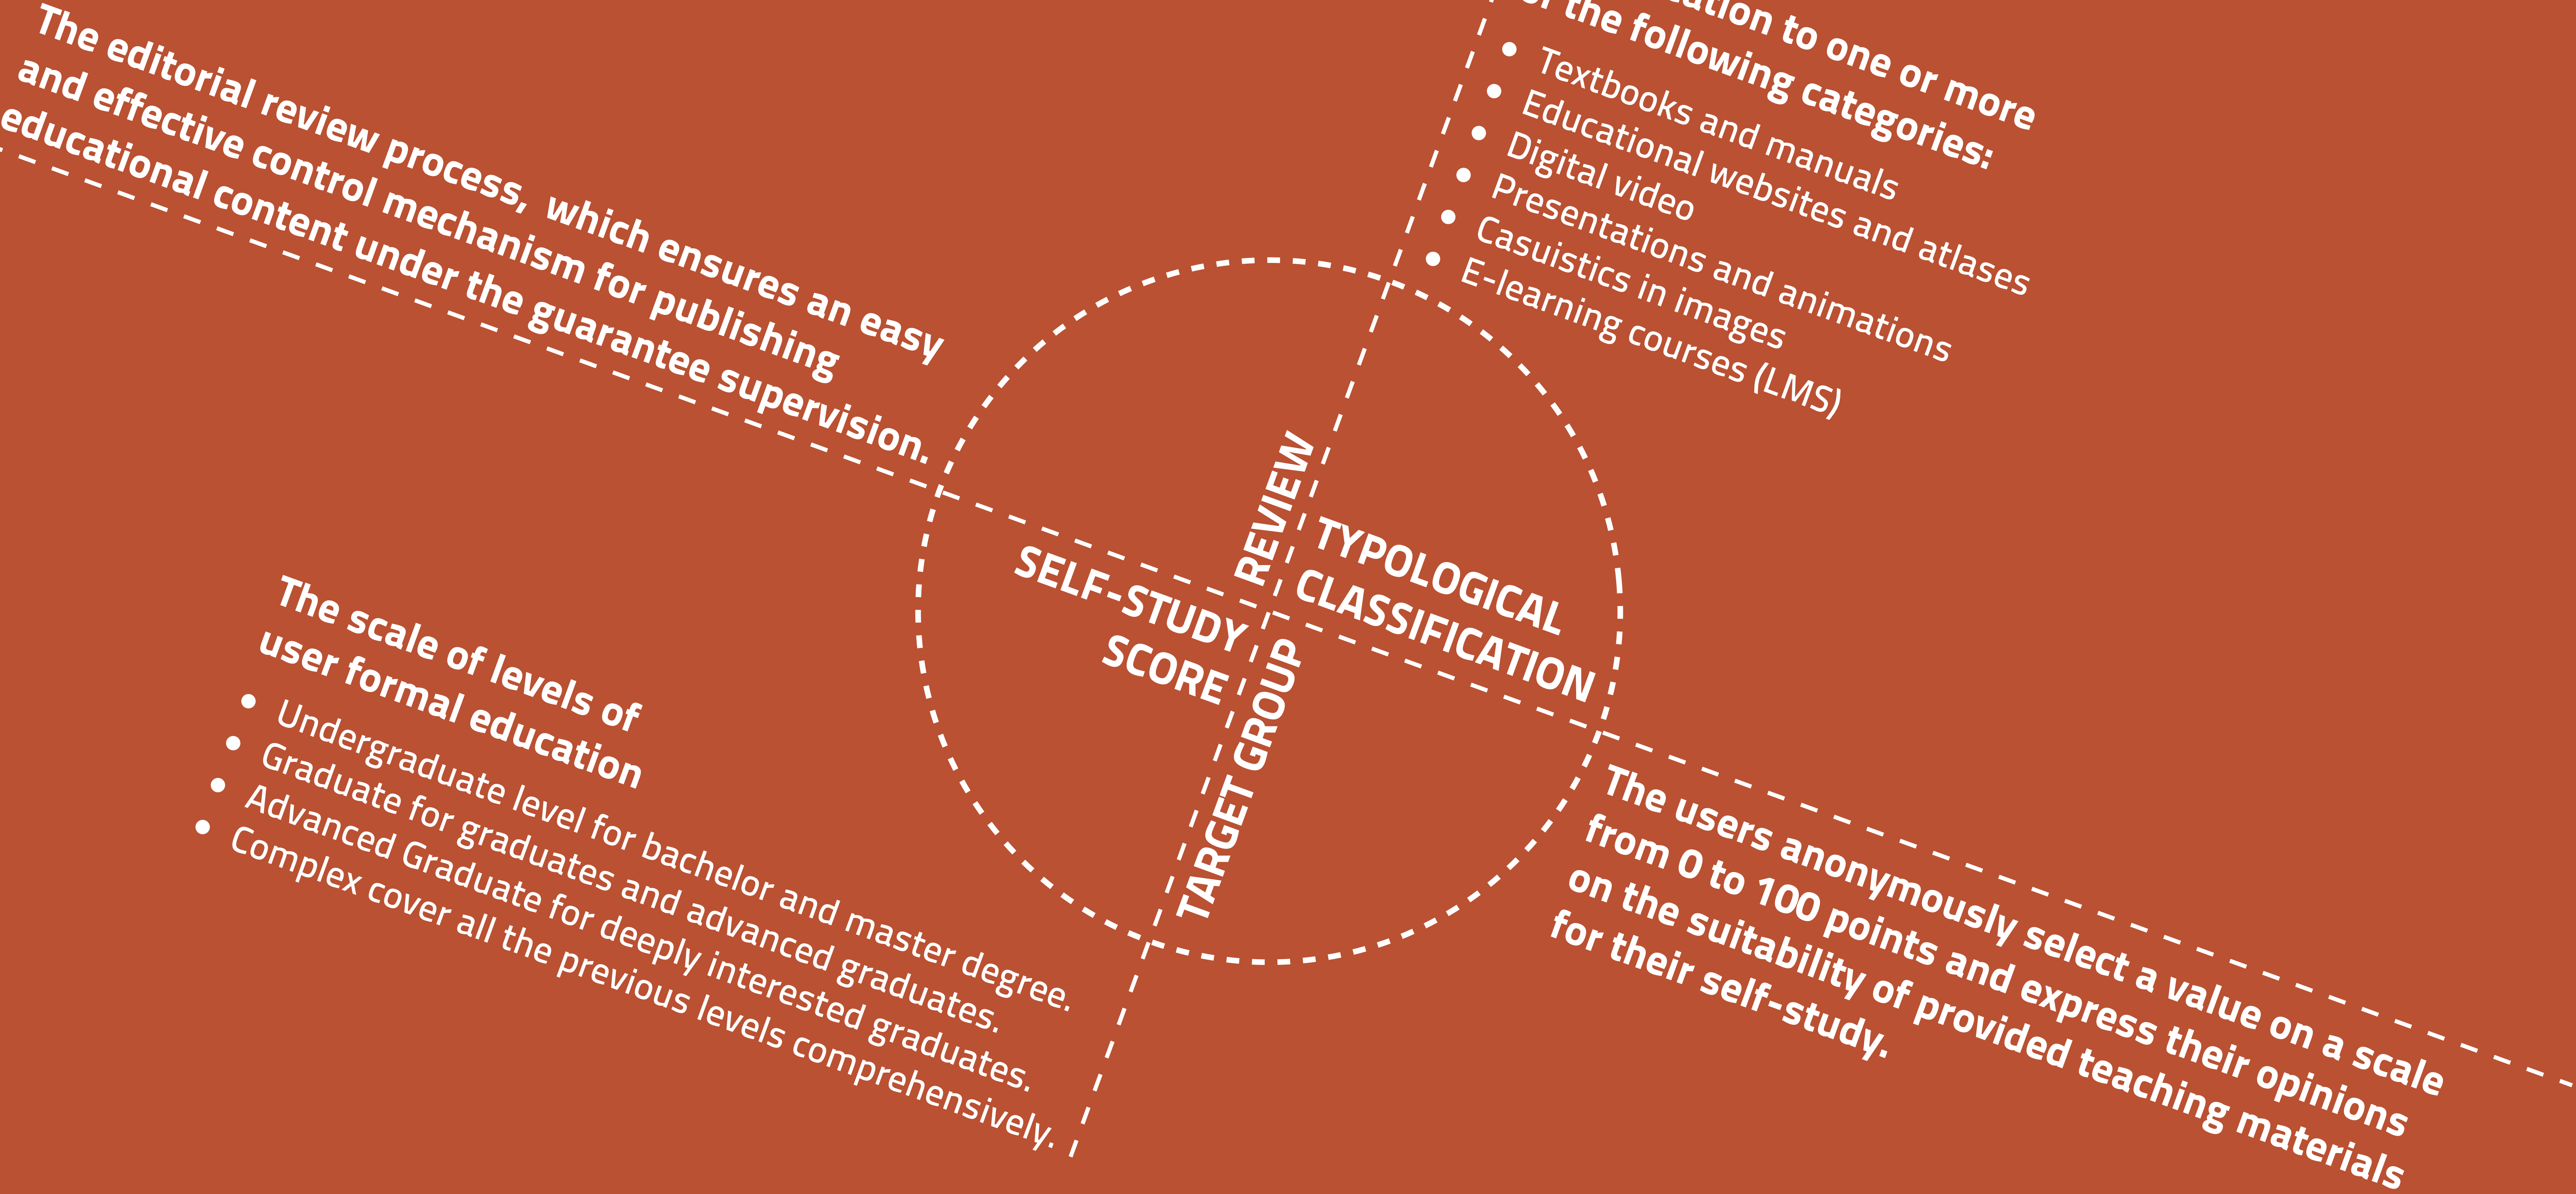 The editorial review process, which ensures an easy
and effective control mechanism for publishing
educational content under the guarantee supervision.
to one or more
the following categories:
• Textbooks and manuals
• Educational websites and atlases
• Digital video
• Presentations and animations
• Casuistics in images
• E-learning courses (LMS)
REVIEW
TYPOLOGICAL
CLASSIFICATION
SELF-STUDY
SCORE
TARGET GROUP
The scale of levels of
user formal education
• Undergraduate level for bachelor and master degree.
• Graduate for graduates and advanced graduates.
• Advanced Graduate for deeply interested graduates.
• Complex cover all the previous levels comprehensively.
The users anonymously select a value on a scale
from 0 to 100 points and express their opinions
on the suitability of provided teaching materials
for their self-study.